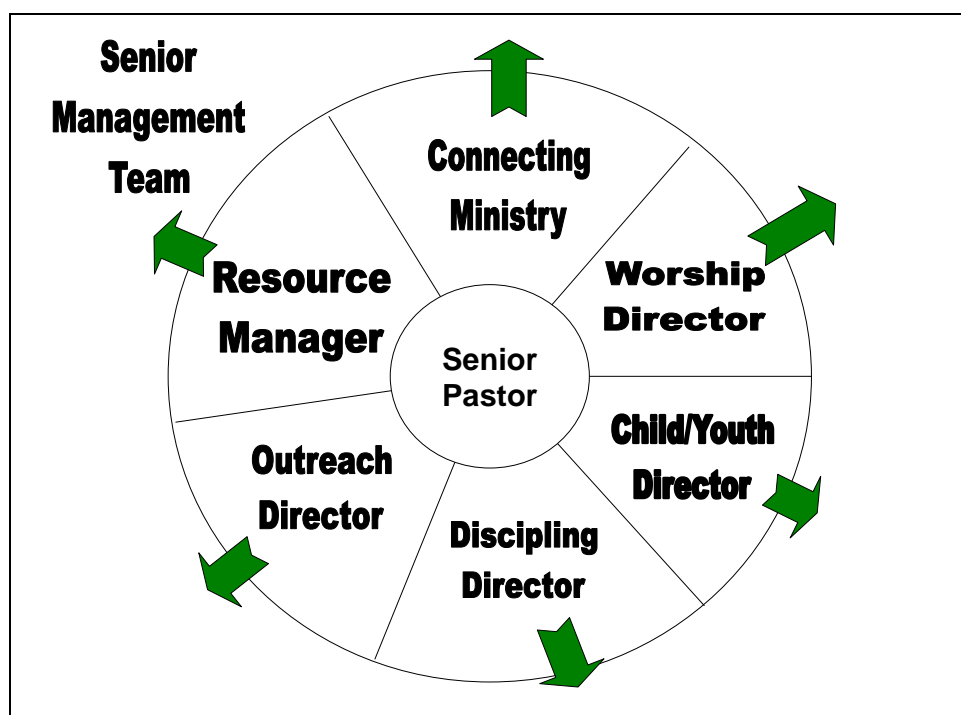 Senior
Management
Team
Connecting
Ministry
Worship
Director
Child/Youth
Director
Discipling
Director
Outreach
Director
Resource
Manager
Senior
Pastor